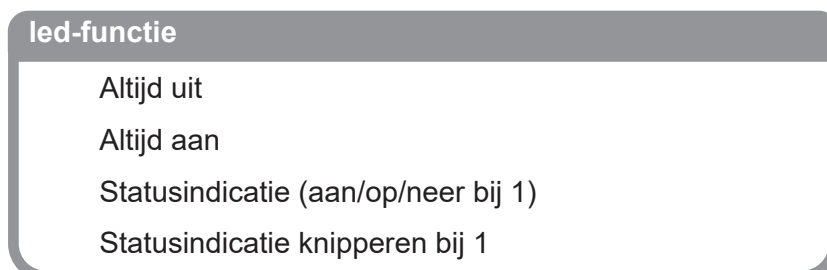 led-functie
Altijd uit
Altijd aan
Statusindicatie (aan/op/neer bij 1)
Statusindicatie knipperen bij 1